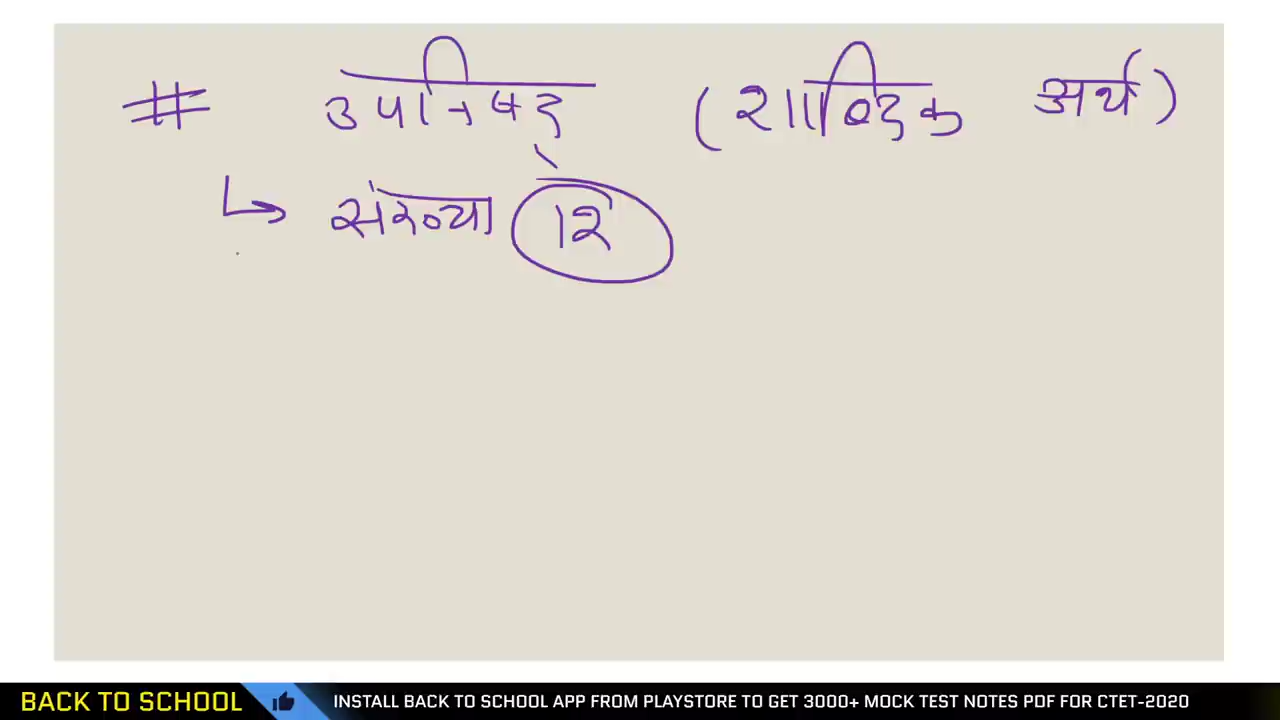 # उपनिषद (शाब्दिक अर्थ)
↳ संख्या 12
BACK TO SCHOOL INSTALL BACK TO SCHOOL APP FROM PLAYSTORE TO GET 3000+ MOCK TEST NOTES PDF FOR CTET-2020